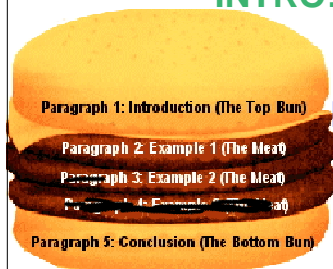 INTRO
Paragraph 1: Introduction (The Top Bun)
Paragraph 2: Example 1 (The Meat)
Paragraph 3: Example 2 (The Meat)
Paragraph 5: Conclusion (The Bottom Bun)